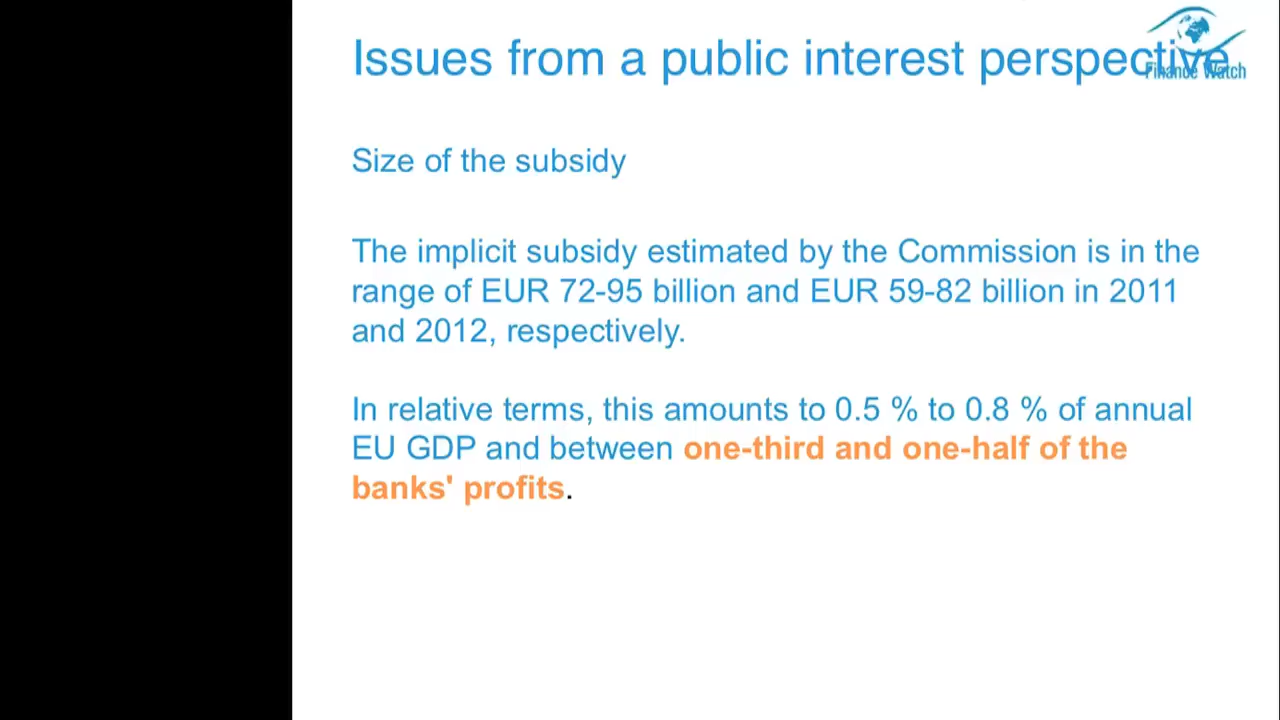 Issues from a public interest perspective
Finance Watch
Size of the subsidy
The implicit subsidy estimated by the Commission is in the
range of EUR 72-95 billion and EUR 59-82 billion in 2011
and 2012, respectively.
In relative terms, this amounts to 0.5 % to 0.8 % of annual
EU GDP and between one-third and one-half of the
banks' profits.